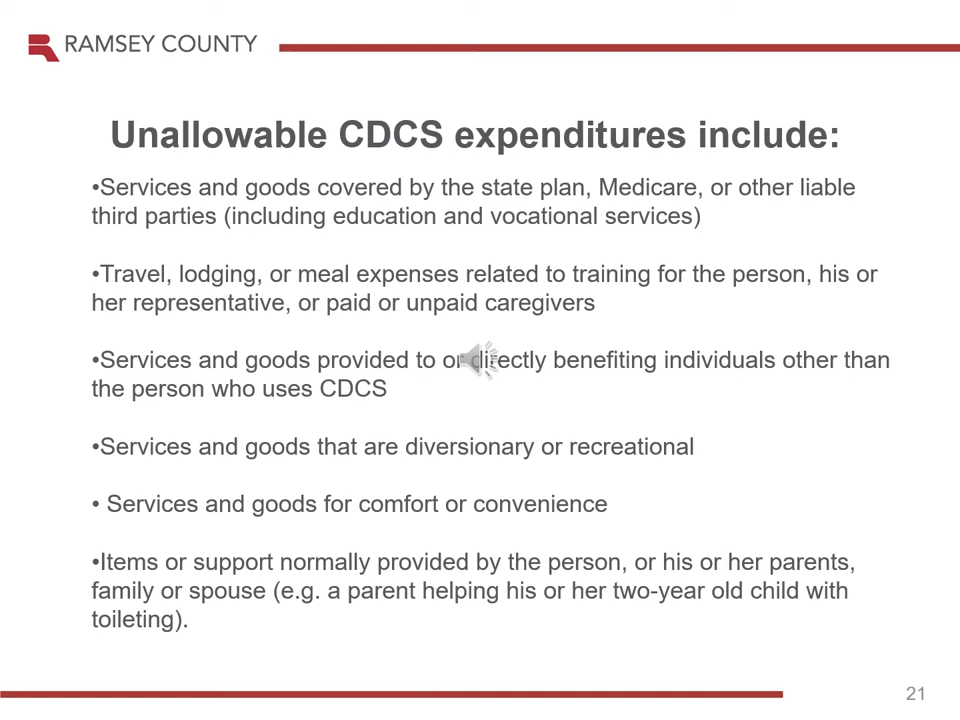 RAMSEY COUNTY
Unallowable CDCS expenditures include:
•Services and goods covered by the state plan, Medicare, or other liable
third parties (including education and vocational services)
•Travel, lodging, or meal expenses related to training for the person, his or
her representative, or paid or unpaid caregivers
•Services and goods provided to or directly benefiting individuals other than
the person who uses CDCS
•Services and goods that are diversionary or recreational
• Services and goods for comfort or convenience
•Items or support normally provided by the person, or his or her parents,
family or spouse (e.g. a parent helping his or her two-year old child with
toileting).
21